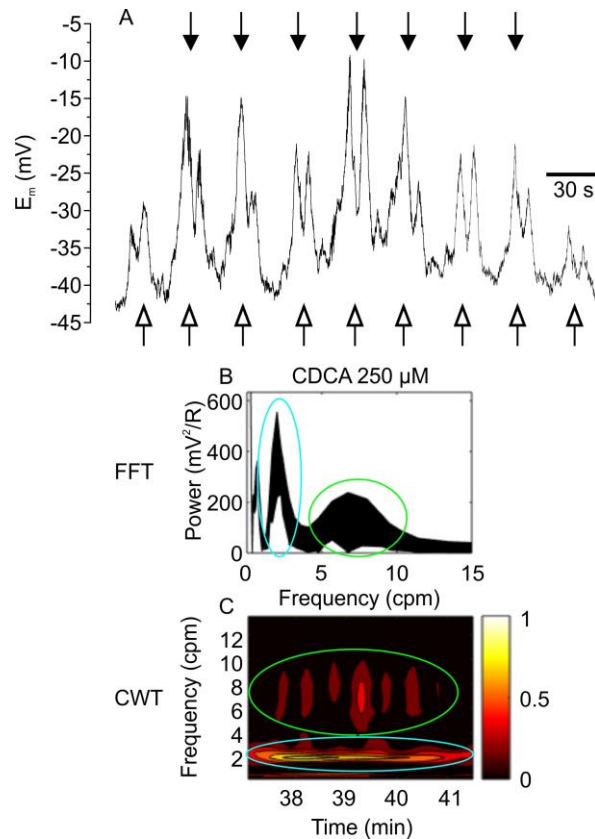 A
-5
-10
-15
-20
-25
-30
-35
-40
-45
Em (mV)
30 s
B
CDCA 250 μM
FFT
Power (mV²/R)
600
400
200
0
0 5 10 15
Frequency (cpm)
C
CWT
Frequency (cpm)
12
10
8
6
4
2
1
0.5
0
38 39 40 41
Time (min)